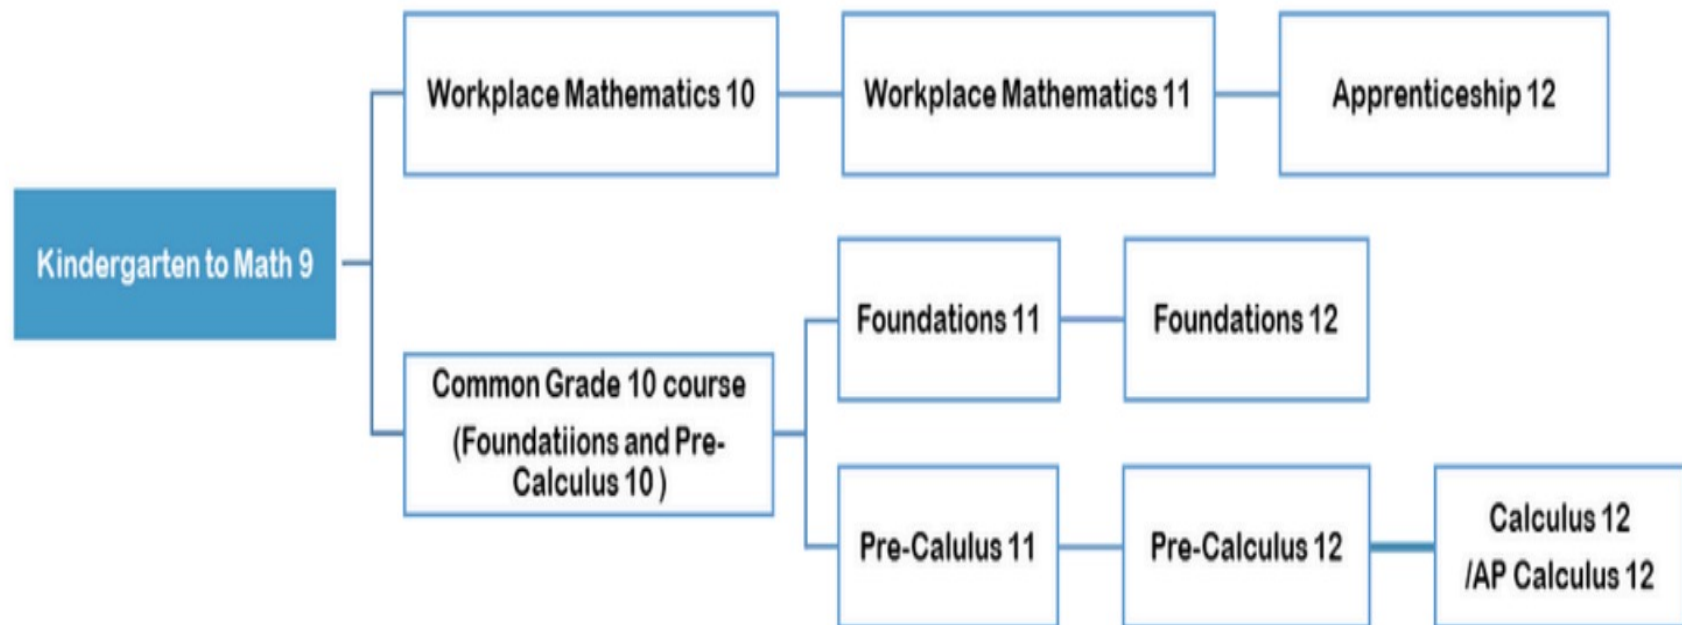 Workplace Mathematics 10
Workplace Mathematics 11
Apprenticeship 12
Kindergarten to Math 9
Foundations 11
Foundations 12
Common Grade 10 course
(Foundatiions and Pre-
Calculus 10 )
Pre-Calulus 11
Pre-Calculus 12
Calculus 12
/AP Calculus 12